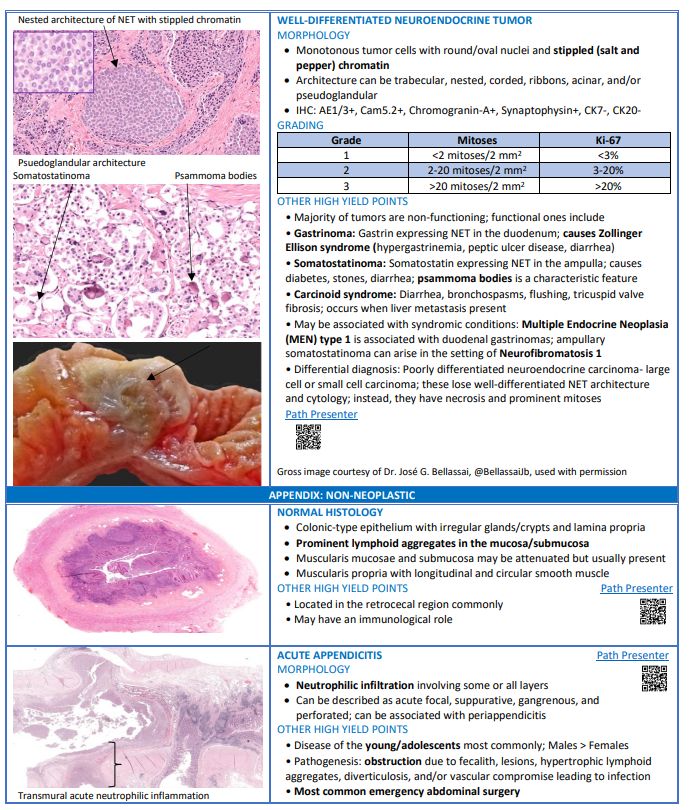 Nested architecture of NET with stippled chromatin
Psuedoglandular architecture
Somatostatinoma
Psammoma bodies
WELL-DIFFERENTIATED NEUROENDOCRINE TUMOR
MORPHOLOGY
• Monotonous tumor cells with round/oval nuclei and stippled (salt and
pepper) chromatin
• Architecture can be trabecular, nested, corded, ribbons, acinar, and/or
pseudoglandular
• IHC: AE1/3+, Cam5.2+, Chromogranin-A+, Synaptophysin+, CK7-, CK20-
GRADING
Grade Mitoses Ki-67
1 <2 mitoses/2 mm² <3%
2 2-20 mitoses/2 mm² 3-20%
3 >20 mitoses/2 mm² >20%
OTHER HIGH YIELD POINTS
• Majority of tumors are non-functioning; functional ones include
• Gastrinoma: Gastrin expressing NET in the duodenum; causes Zollinger
Ellison syndrome (hypergastrinemia, peptic ulcer disease, diarrhea)
• Somatostatinoma: Somatostatin expressing NET in the ampulla; causes
diabetes, stones, diarrhea; psammoma bodies is a characteristic feature
• Carcinoid syndrome: Diarrhea, bronchospasms, flushing, tricuspid valve
fibrosis; occurs when liver metastasis present
• May be associated with syndromic conditions: Multiple Endocrine Neoplasia
(MEN) type 1 is associated with duodenal gastrinomas; ampullary
somatostatinoma can arise in the setting of Neurofibromatosis 1
• Differential diagnosis: Poorly differentiated neuroendocrine carcinoma- large
cell or small cell carcinoma; these lose well-differentiated NET architecture
and cytology; instead, they have necrosis and prominent mitoses
Path Presenter
Gross image courtesy of Dr. José G. Bellassai, @BellassaiJb, used with permission
APPENDIX: NON-NEOPLASTIC
NORMAL HISTOLOGY
• Colonic-type epithelium with irregular glands/crypts and lamina propria
• Prominent lymphoid aggregates in the mucosa/submucosa
• Muscularis mucosae and submucosa may be attenuated but usually present
• Muscularis propria with longitudinal and circular smooth muscle
OTHER HIGH YIELD POINTS Path Presenter
• Located in the retrocecal region commonly
• May have an immunological role
Transmural acute neutrophilic inflammation
ACUTE APPENDICITIS Path Presenter
MORPHOLOGY
• Neutrophilic infiltration involving some or all layers
• Can be described as acute focal, suppurative, gangrenous, and
perforated; can be associated with periappendicitis
OTHER HIGH YIELD POINTS
• Disease of the young/adolescents most commonly; Males > Females
• Pathogenesis: obstruction due to fecalith, lesions, hypertrophic lymphoid
aggregates, diverticulosis, and/or vascular compromise leading to infection
• Most common emergency abdominal surgery